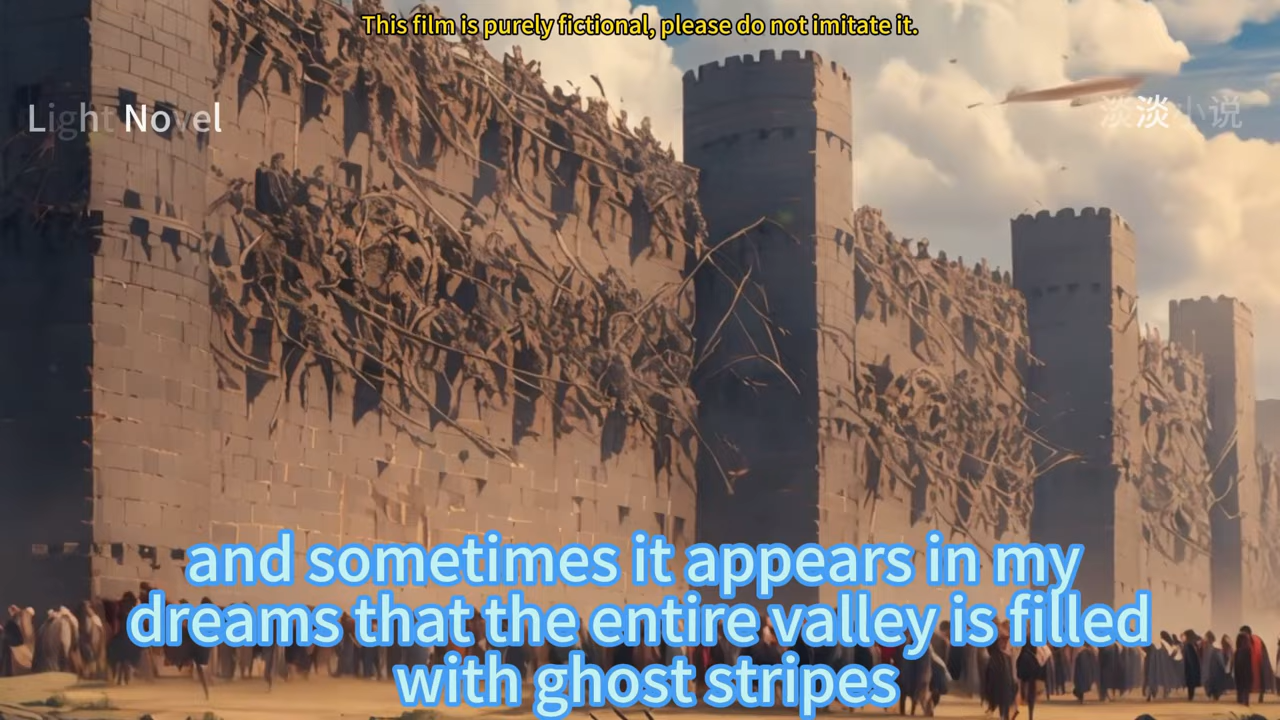 This film is purely fictional, please do not imitate it.
Light Novel
淡淡小说
and sometimes it appears in my
dreams that the entire valley is filled
with ghost stripes